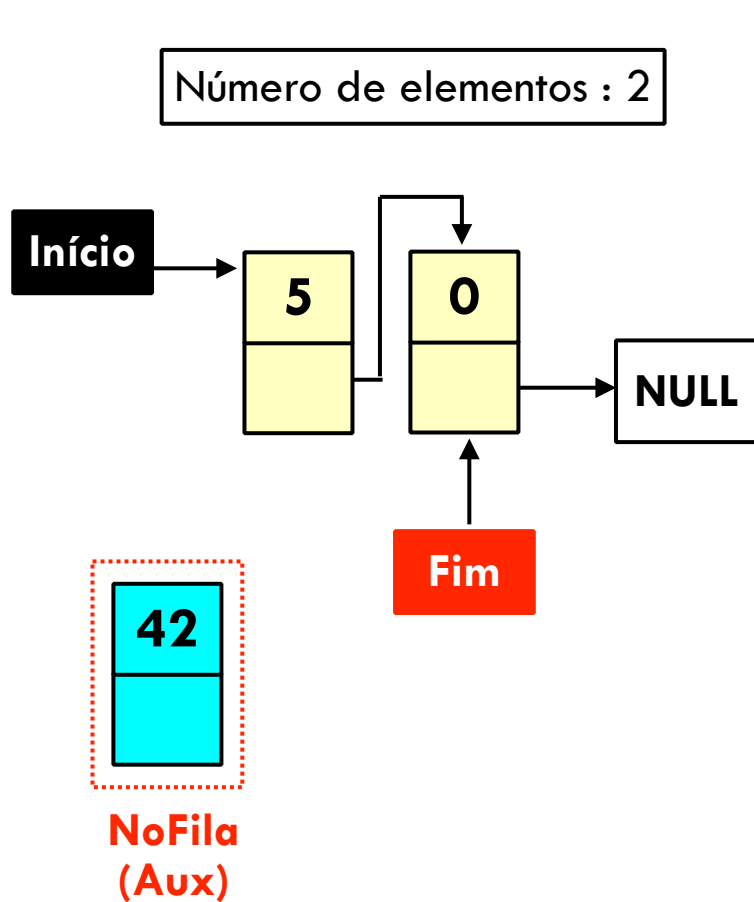 Número de elementos : 2
Início
5
0
NULL
Fim
42
NoFila
(Aux)